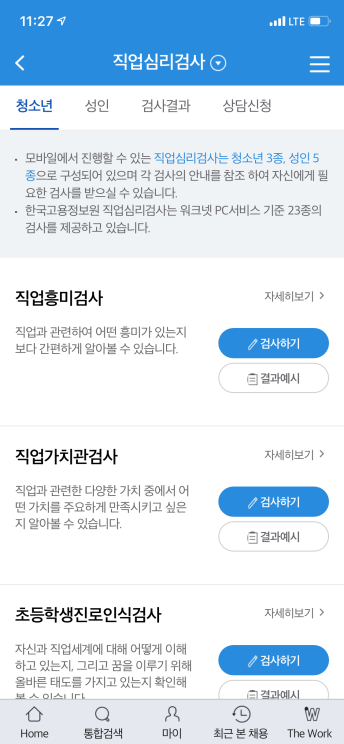 11:27
LTE
직업심리검사
청소년 성인 검사결과 상담신청
· 모바일에서 진행할 수 있는 직업심리검사는 청소년 3종, 성인 5
종으로 구성되어 있으며 각 검사의 안내를 참조 하여 자신에게 필
요한 검사를 받으실 수 있습니다.
· 한국고용정보원 직업심리검사는 워크넷 PC서비스 기준 23종의
검사를 제공하고 있습니다.
직업흥미검사 자세히보기
직업과 관련하여 어떤 흥미가 있는지
보다 간편하게 알아볼 수 있습니다.
검사하기
결과예시
직업가치관검사 자세히보기
직업과 관련한 다양한 가치 중에서 어
떤 가치를 주요하게 만족시키고 싶은
지 알아볼 수 있습니다.
검사하기
결과예시
초등학생진로인식검사 자세히보기
자신과 직업세계에 대해 어떻게 이해
하고 있는지, 그리고 꿈을 이루기 위해
올바른 태도를 가지고 있는지 확인해
볼 수 있습니다.
검사하기
결과예시
Home 통합검색 마이 최근 본 채용 The Work